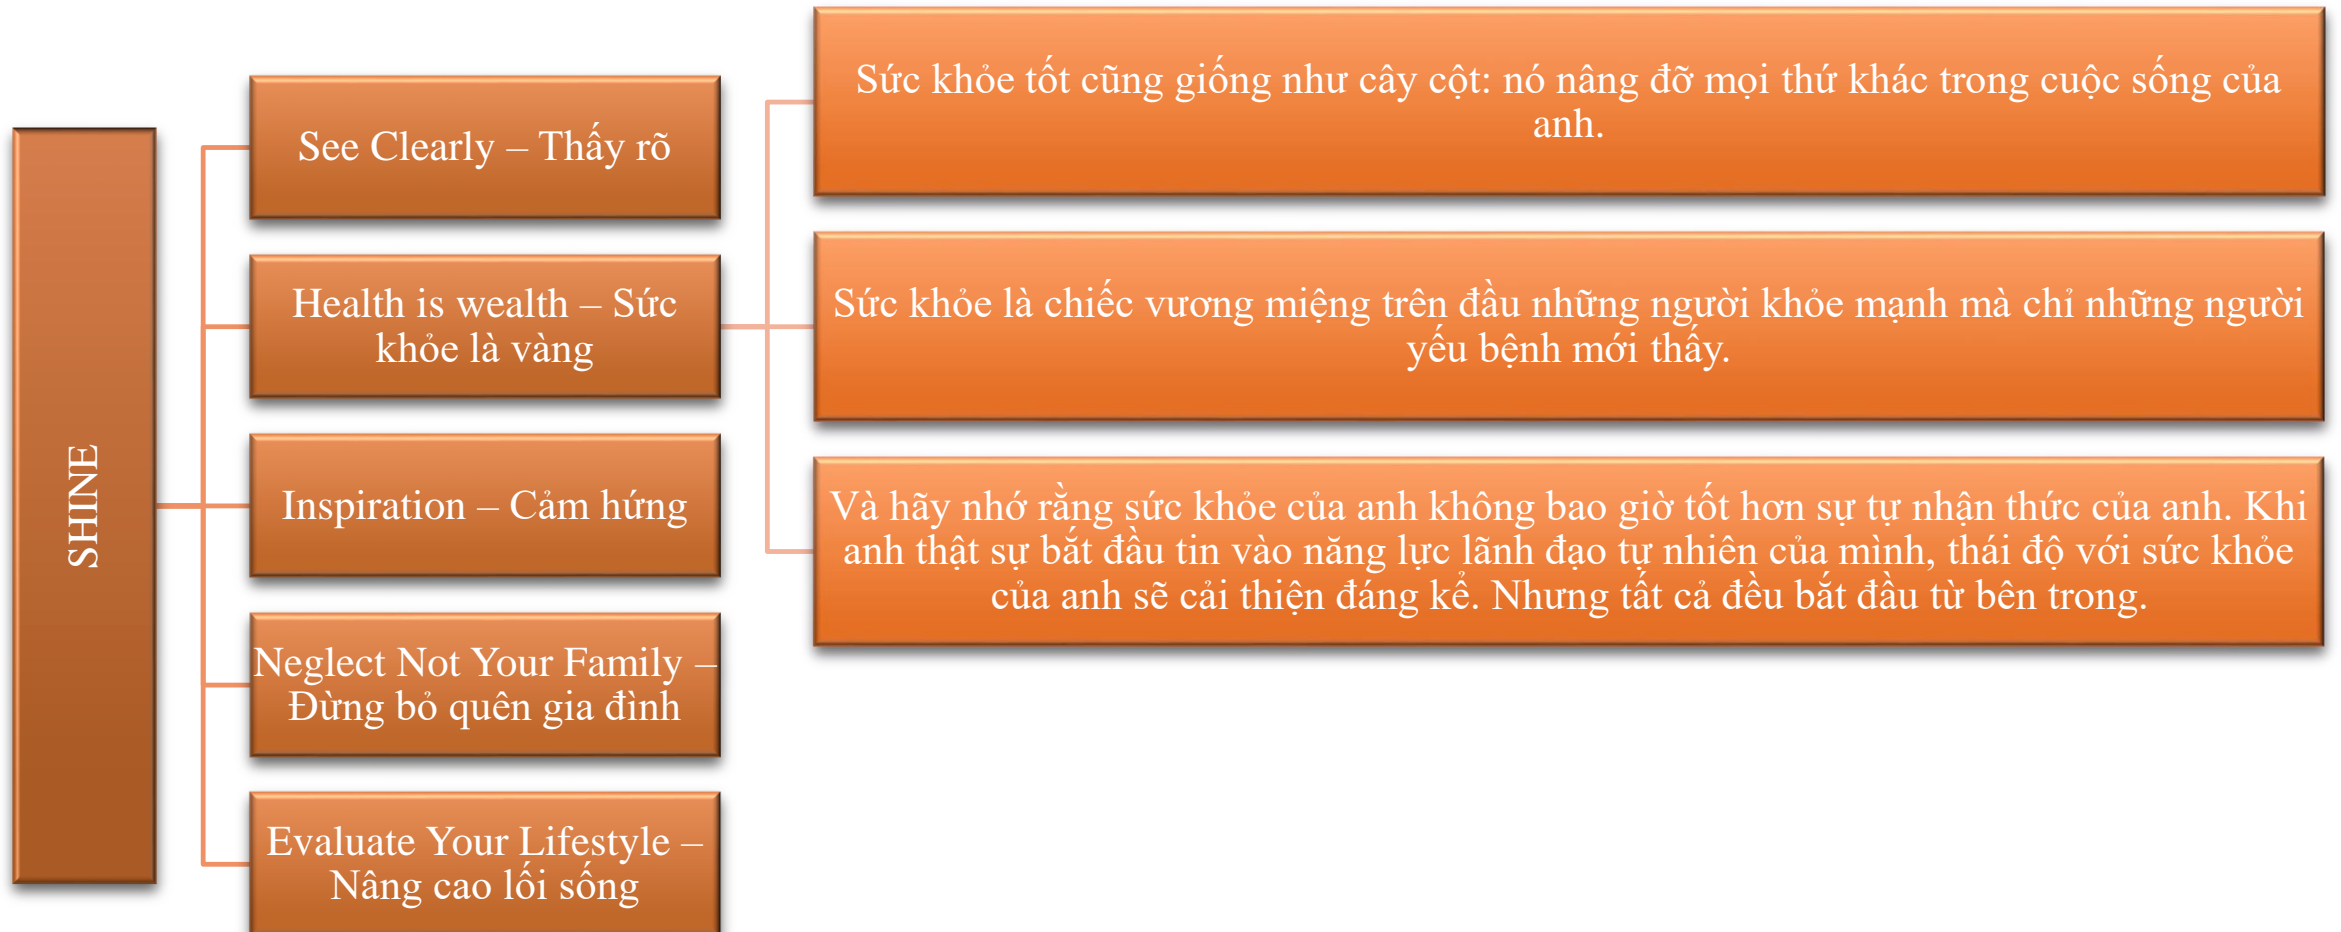 SHINE
See Clearly – Thấy rõ
Health is wealth – Sức
khỏe là vàng
Sức khỏe tốt cũng giống như cây cột: nó nâng đỡ mọi thứ khác trong cuộc sống của
anh.
Sức khỏe là chiếc vương miệng trên đầu những người khỏe mạnh mà chỉ những người
yếu bệnh mới thấy.
Và hãy nhớ rằng sức khỏe của anh không bao giờ tốt hơn sự tự nhận thức của anh. Khi
anh thật sự bắt đầu tin vào năng lực lãnh đạo tự nhiên của mình, thái độ với sức khỏe
của anh sẽ cải thiện đáng kể. Nhưng tất cả đều bắt đầu từ bên trong.
Inspiration – Cảm hứng
Neglect Not Your Family –
Đừng bỏ quên gia đình
Evaluate Your Lifestyle –
Nâng cao lối sống